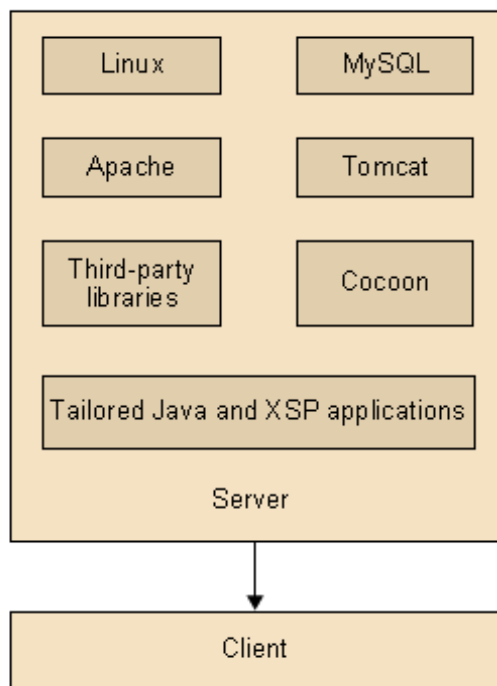 Linux
MySQL
Apache
Tomcat
Third-party
libraries
Cocoon
Tailored Java and XSP applications
Server
Client